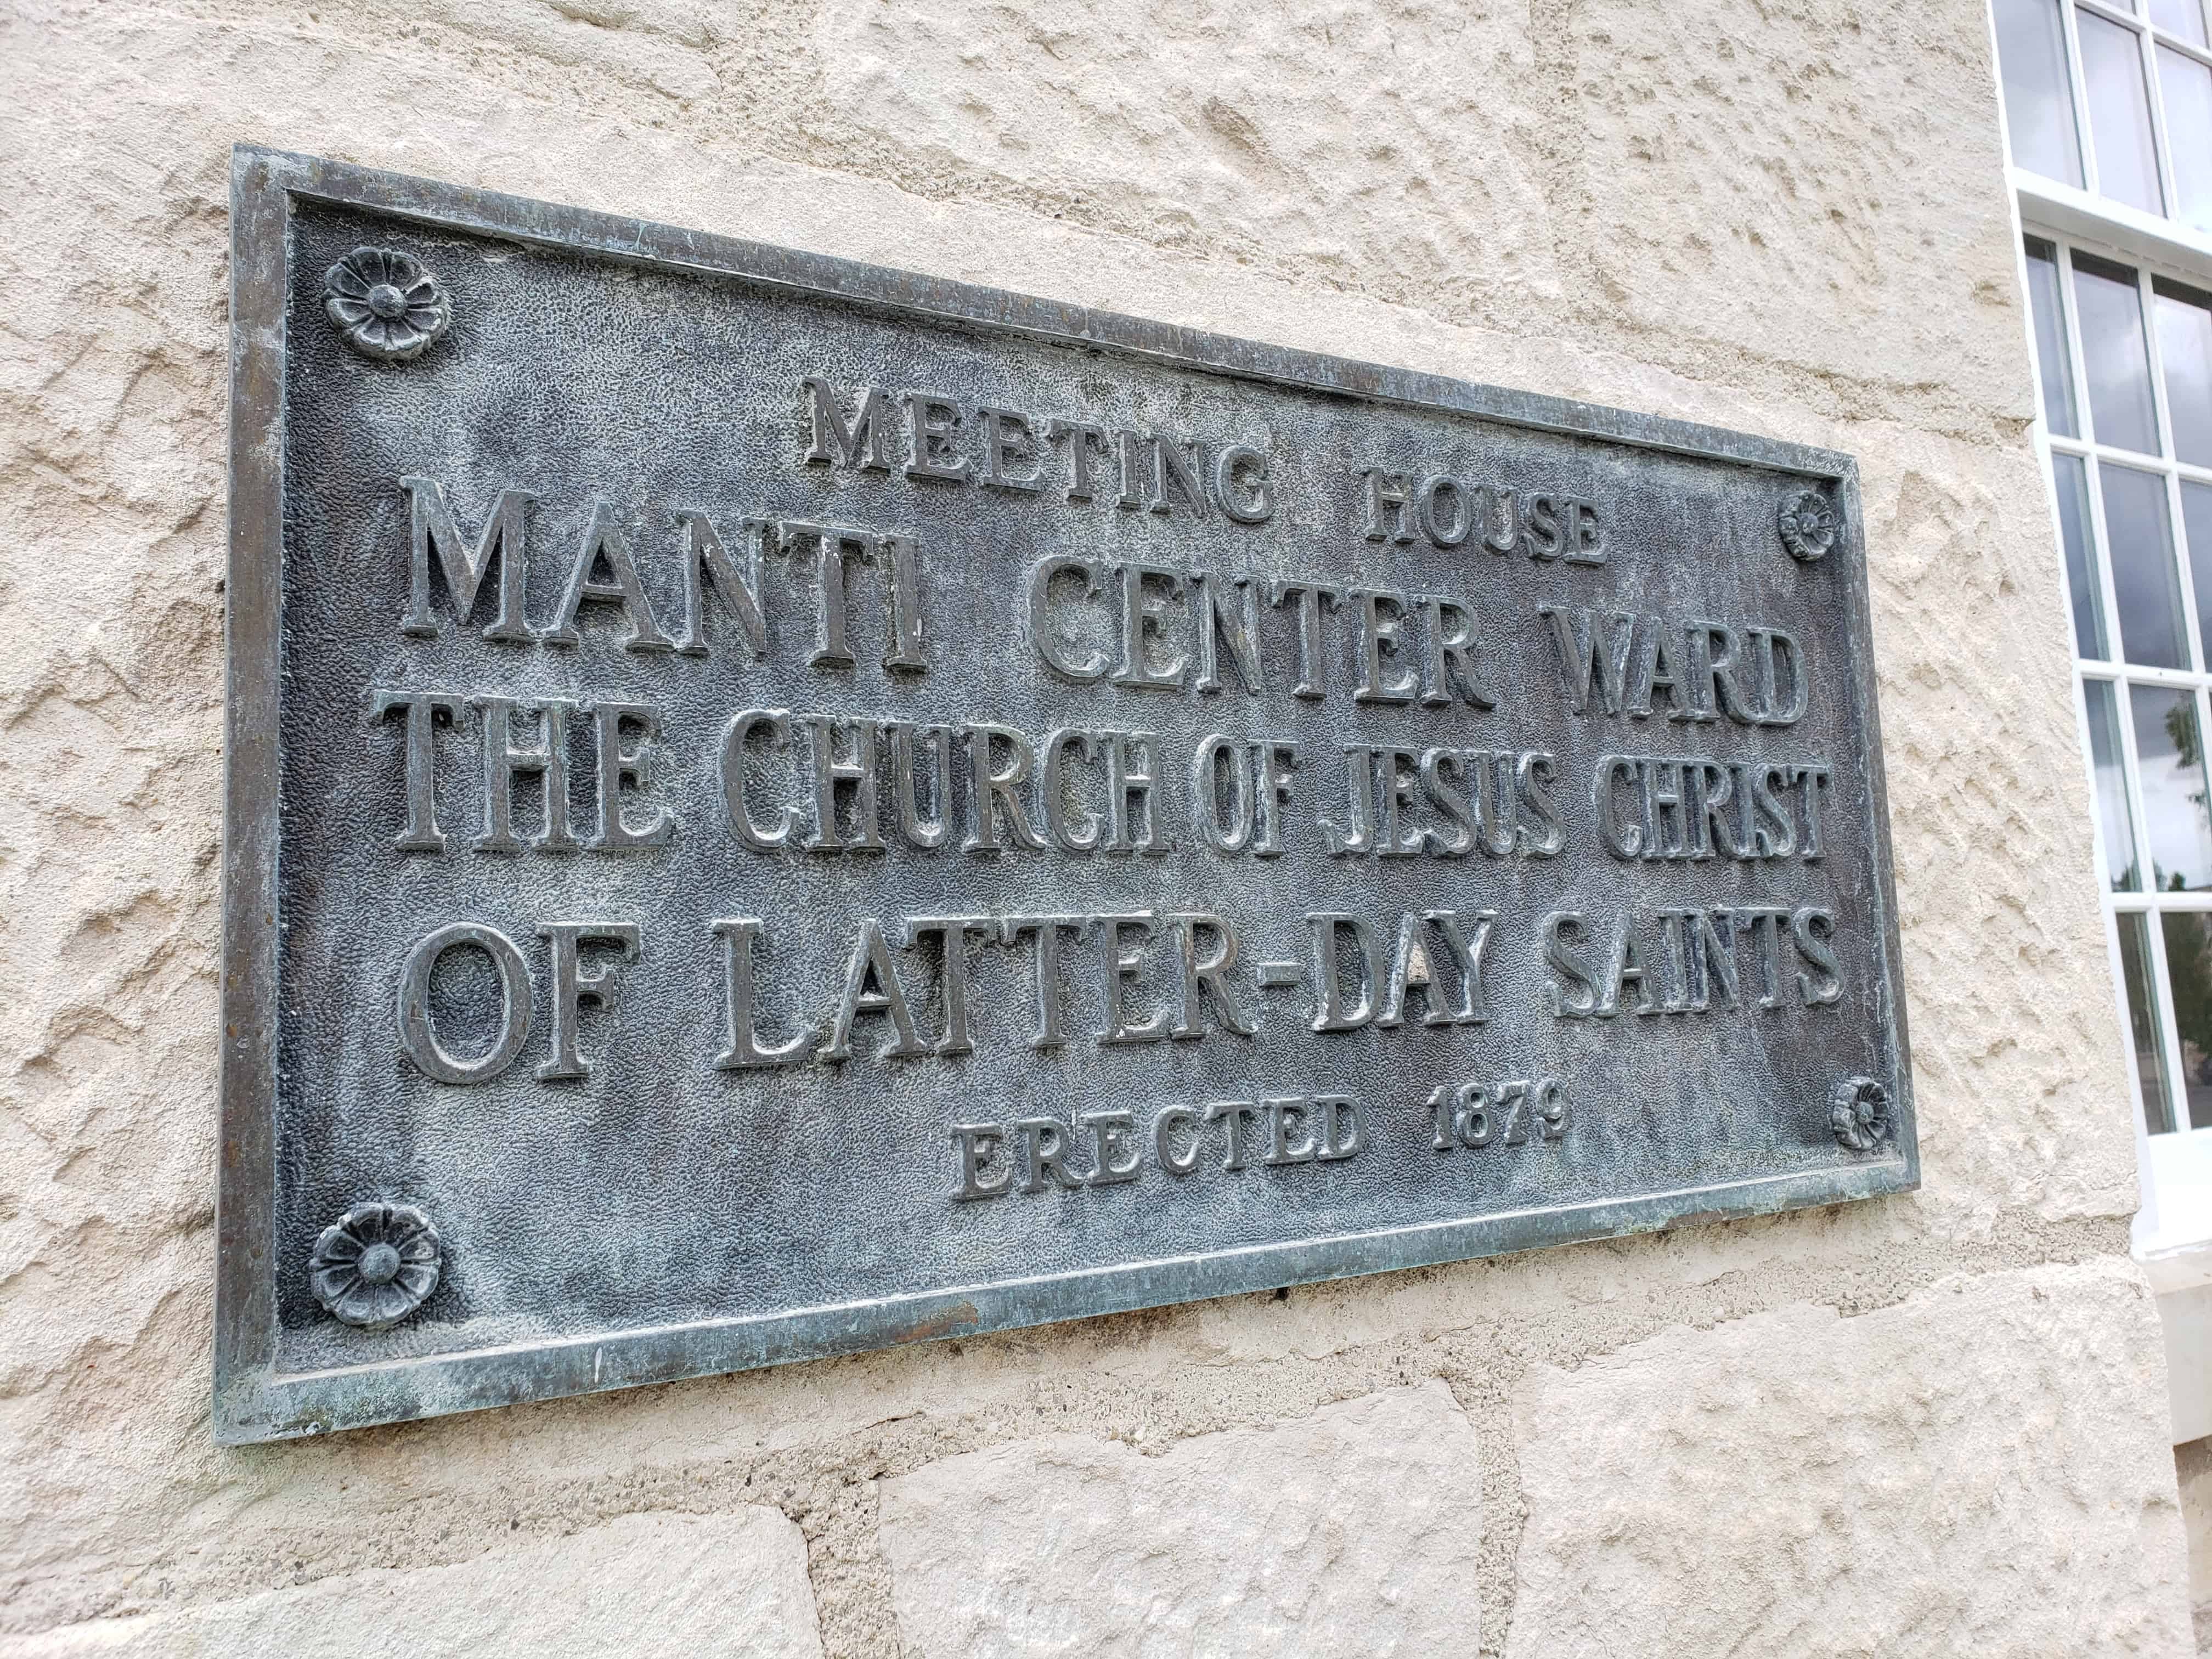 MEETING HOUSE
MANTI CENTER WARD
THE CHURCH OF JESUS CHRIST
OF LATTER-DAY SAINTS
ERECTED 1879